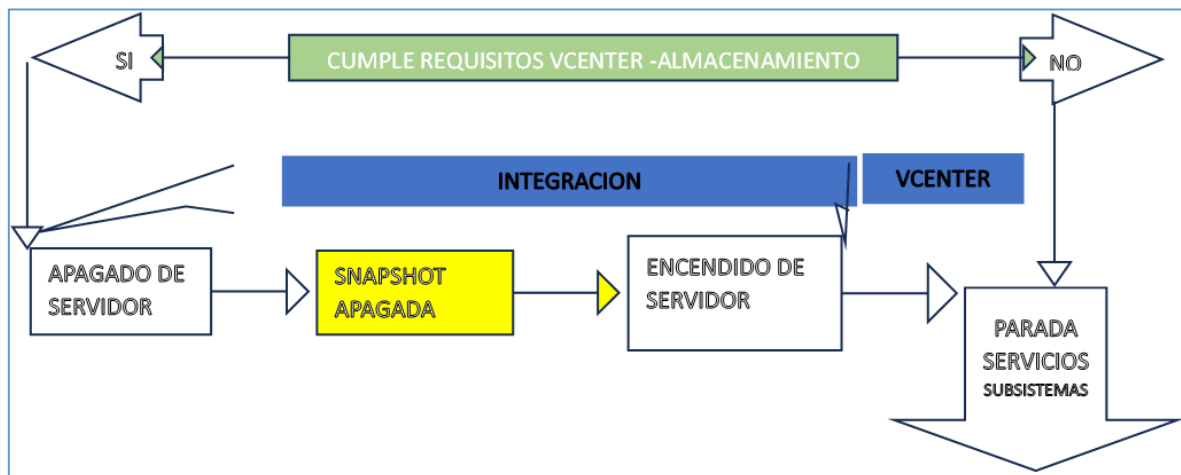 SI
CUMPLE REQUISITOS VCENTER -ALMACENAMIENTO
NO
INTEGRACION
VCENTER
APAGADO DE
SERVIDOR
SNAPSHOT
APAGADA
ENCENDIDO DE
SERVIDOR
PARADA
SERVICIOS
SUBSISTEMAS